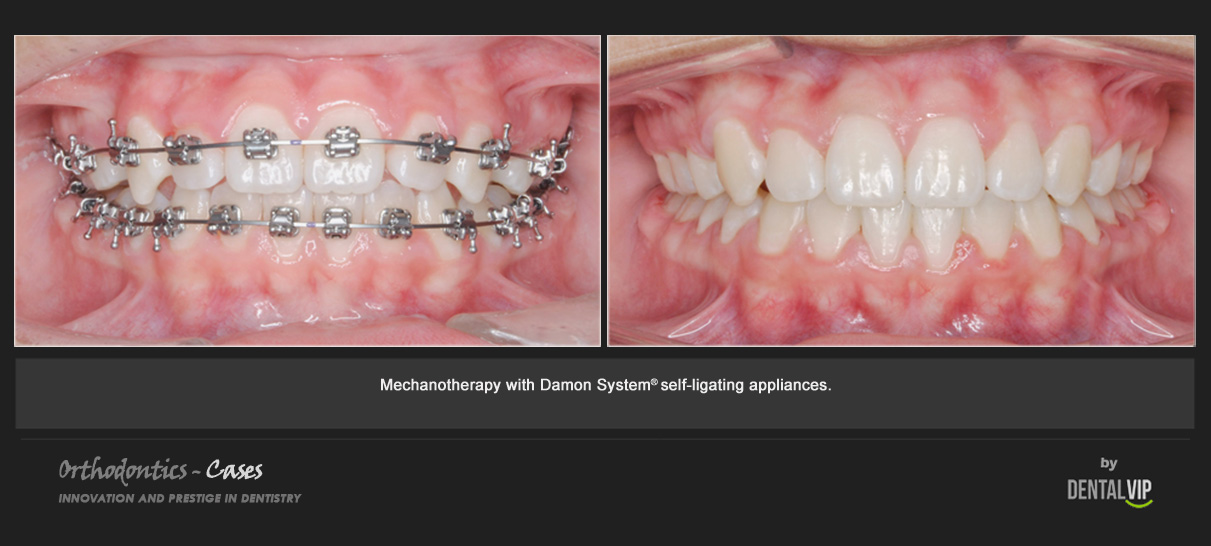 Mechanotherapy with Damon System® self-ligating appliances.
Orthodontics - Cases
INNOVATION AND PRESTIGE IN DENTISTRY
by
DENTALVIP